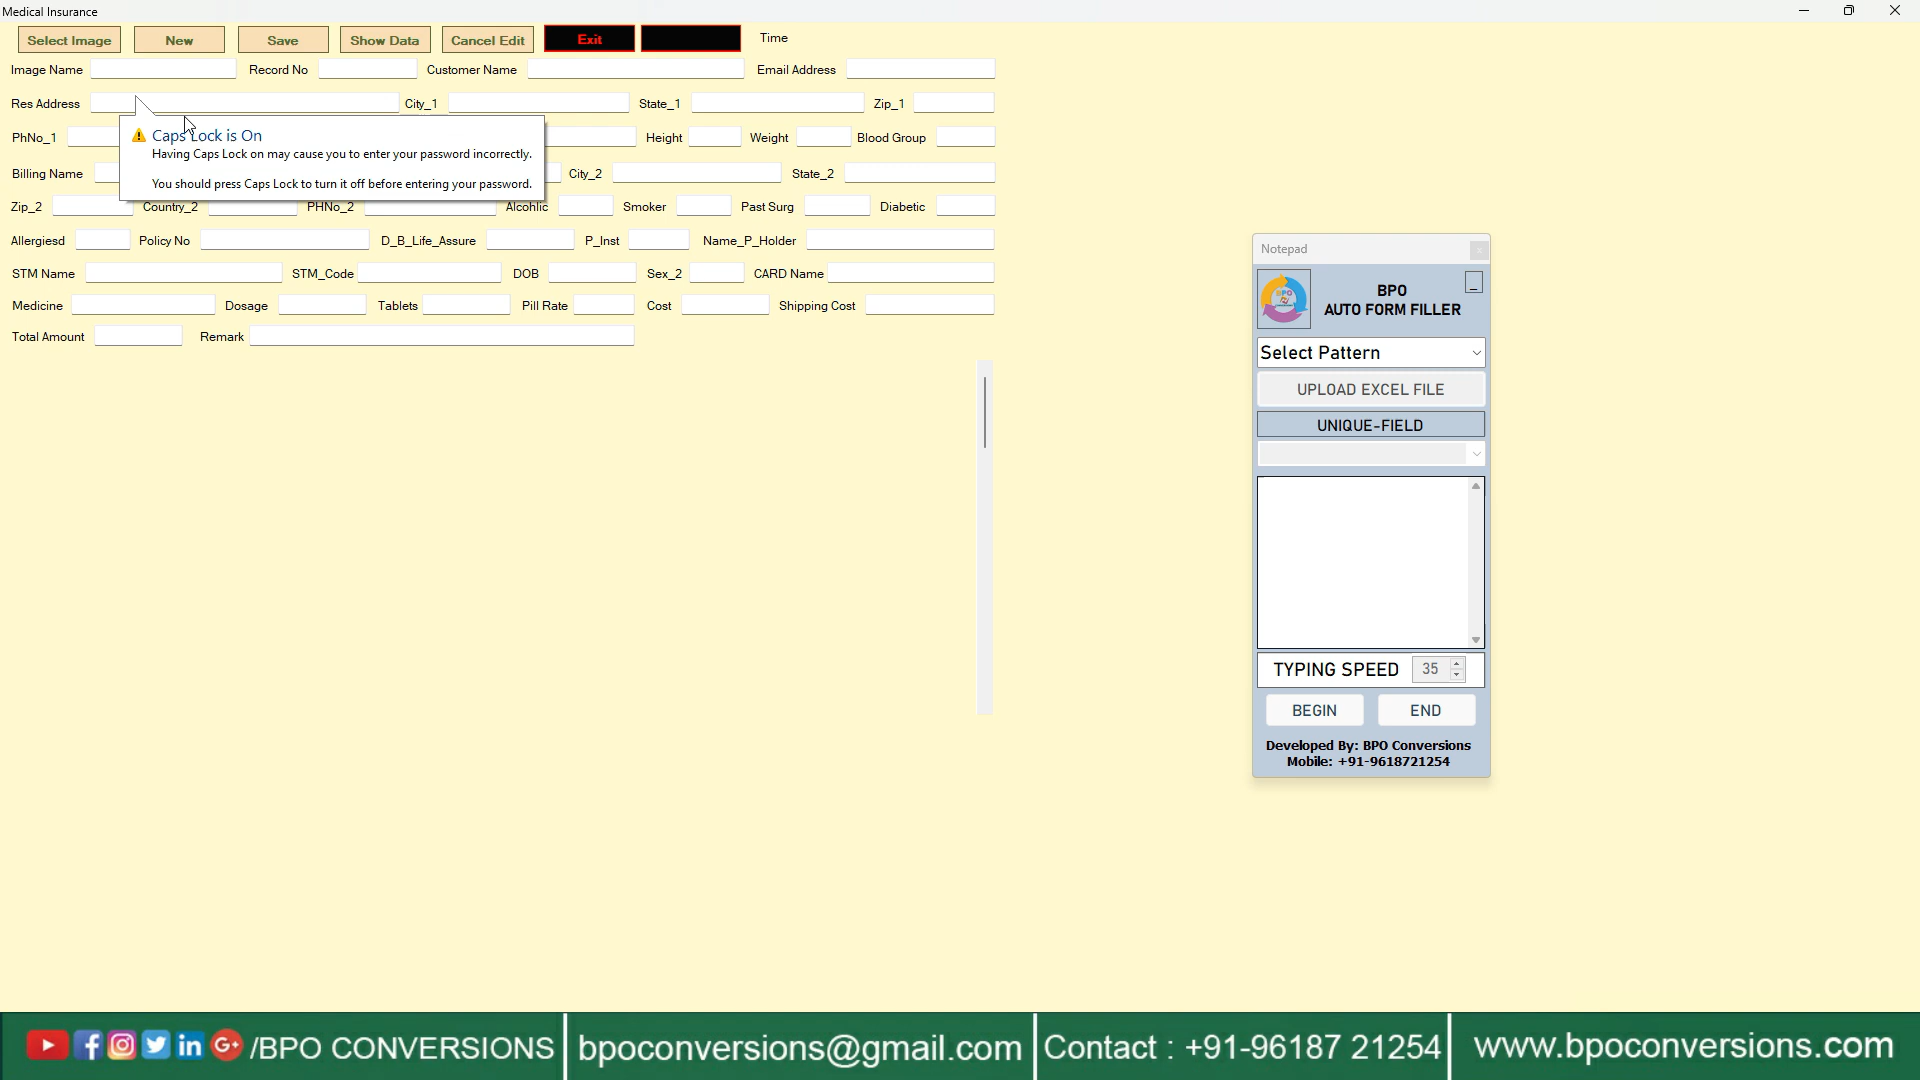 Medical Insurance
Select Image New Save Show Data Cancel Edit Exit Time
Image Name Record No Customer Name Email Address
Res Address City_1 State_1 Zip_1
PhNo_1 Height Weight Blood Group
Caps Lock is On
Having Caps Lock on may cause you to enter your password incorrectly.
You should press Caps Lock to turn it off before entering your password.
Billing Name City_2 State_2
Zip_2 Country_2 PHNo_2 Alcohlic Smoker Past Surg Diabetic
Allergiesd Policy No D_B_Life_Assure P_Inst Name_P_Holder
STM Name STM_Code DOB Sex_2 CARD Name
Medicine Dosage Tablets Pill Rate Cost Shipping Cost
Total Amount Remark
Notepad
BPO
AUTO FORM FILLER
Select Pattern
UPLOAD EXCEL FILE
UNIQUE-FIELD
TYPING SPEED 35
BEGIN END
Developed By: BPO Conversions
Mobile: +91-9618721254
/BPO CONVERSIONS bpoconversions@gmail.com Contact : +91-96187 21254 www.bpoconversions.com